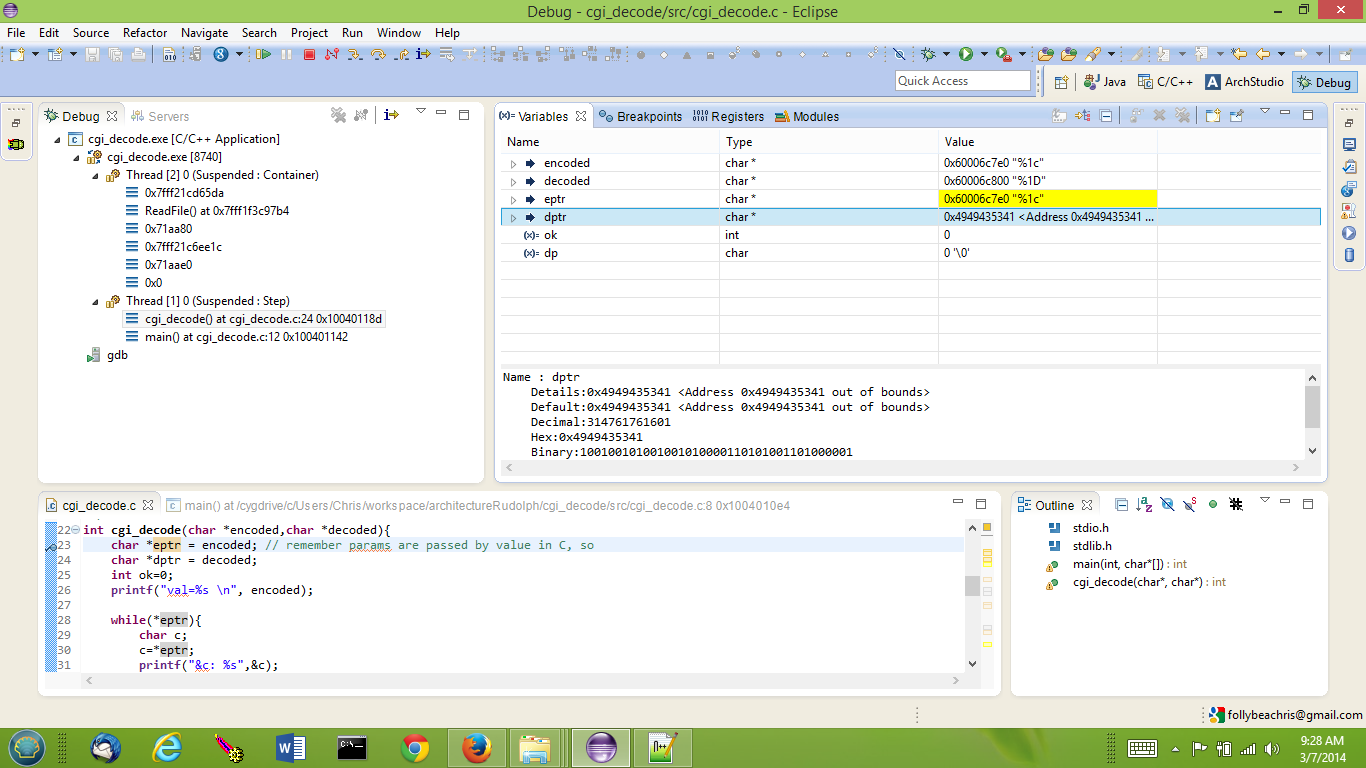 Debug - cgi_decode/src/cgi_decode.c - Eclipse
File Edit Source Refactor Navigate Search Project Run Window Help
Quick Access
Java C/C++ ArchStudio Debug
Debug Servers
cgi_decode.exe [C/C++ Application]
cgi_decode.exe [8740]
Thread [2] 0 (Suspended : Container)
0x7fff21cd65da
ReadFile() at 0x7ffff1f3c97b4
0x71aa80
0x7fff21c6ee1c
0x71aae0
0x0
Thread [1] 0 (Suspended : Step)
cgi_decode() at cgi_decode.c:24 0x10040118d
main() at cgi_decode.c:12 0x100401142
gdb
(x)= Variables Breakpoints Registers Modules
Name Type Value
encoded char * 0x60006c7e0 "%1c"
decoded char * 0x60006c800 "%1D"
eptr char * 0x60006c7e0 "%1c"
dptr char * 0x4949435341 <Address 0x4949435341 ...
(x)= ok int 0
(x)= dp char 0 '\0'
Name : dptr
Details:0x4949435341 <Address 0x4949435341 out of bounds>
Default:0x4949435341 <Address 0x4949435341 out of bounds>
Decimal:314761761601
Hex:0x4949435341
Binary:100100101001001010000110101001101000001
cgi_decode.c main() at /cygdrive/c/Users/Chris/workspace/architectureRudolph/cgi_decode/src/cgi_decode.c:8 0x1004010e4
22 int cgi_decode(char *encoded,char *decoded){
23 char *eptr = encoded; // remember params are passed by value in C, so
24 char *dptr = decoded;
25 int ok=0;
26 printf("val=%s \n", encoded);
27
28 while(*eptr){
29 char c;
30 c=*eptr;
31 printf("&c: %s",&c);
Outline
stdio.h
stdlib.h
main(int, char*[]) : int
cgi_decode(char*, char*) : int
follybeachris@gmail.com
9:28 AM
3/7/2014